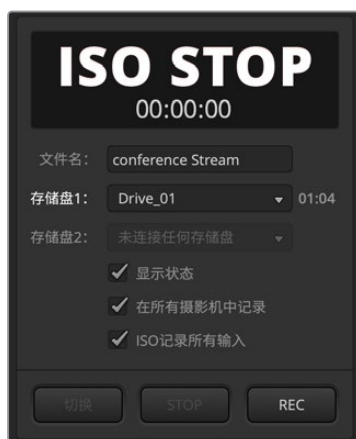 ISO STOP
00:00:00
文件名: conference Stream
存储盘1: Drive_01 01:04
存储盘2: 未连接任何存储盘
显示状态
在所有摄影机中记录
ISO记录所有输入
切换 STOP REC